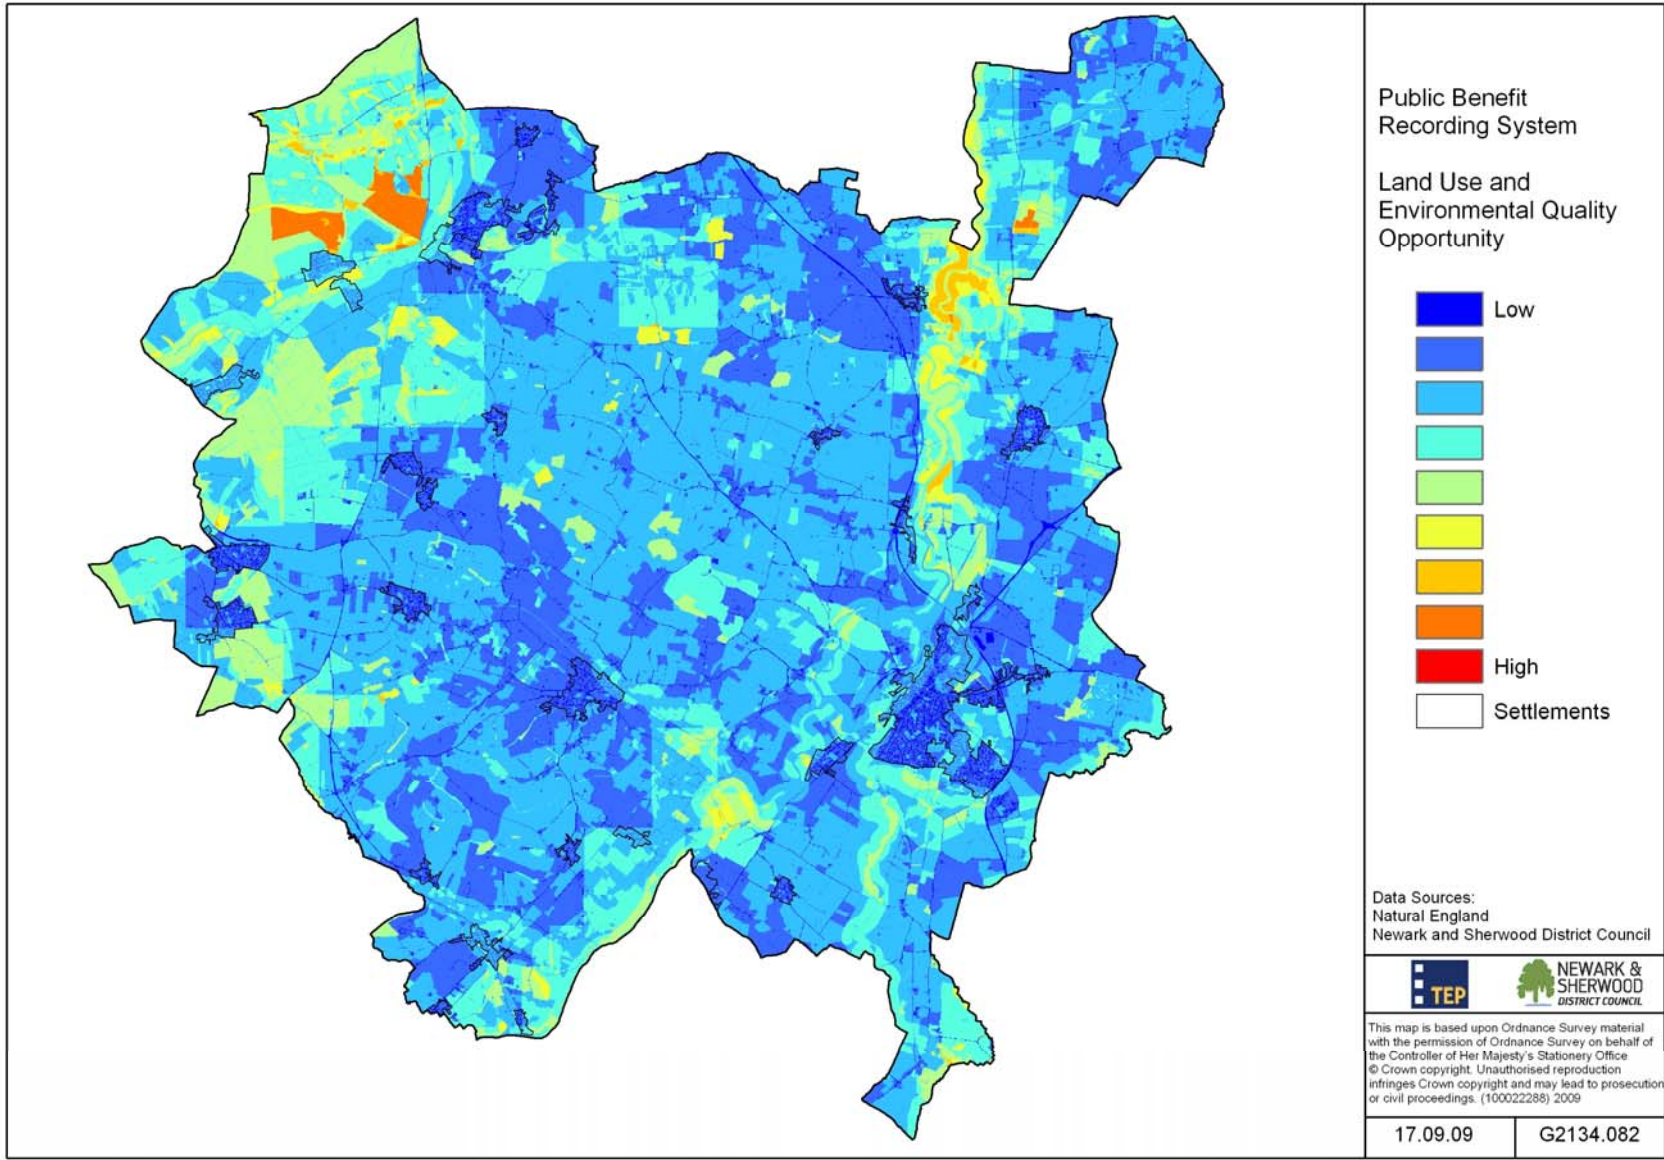 Public Benefit
Recording System
Land Use and
Environmental Quality
Opportunity
Low
High
Settlements
Data Sources:
Natural England
Newark and Sherwood District Council
TEP
NEWARK &
SHERWOOD
DISTRICT COUNCIL
This map is based upon Ordnance Survey material
with the permission of Ordnance Survey on behalf of
the Controller of Her Majesty's Stationery Office
© Crown copyright. Unauthorised reproduction
infringes Crown copyright and may lead to prosecution
or civil proceedings. (100022288) 2009
17.09.09
G2134.082